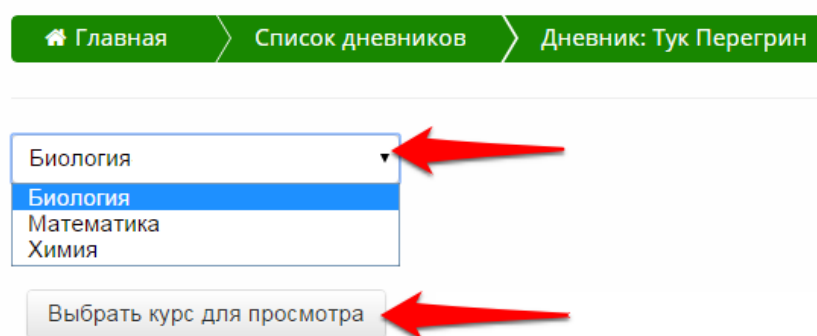 Главная Список дневников Дневник: Тук Перегрин
Биология
Биология
Математика
Химия
Выбрать курс для просмотра